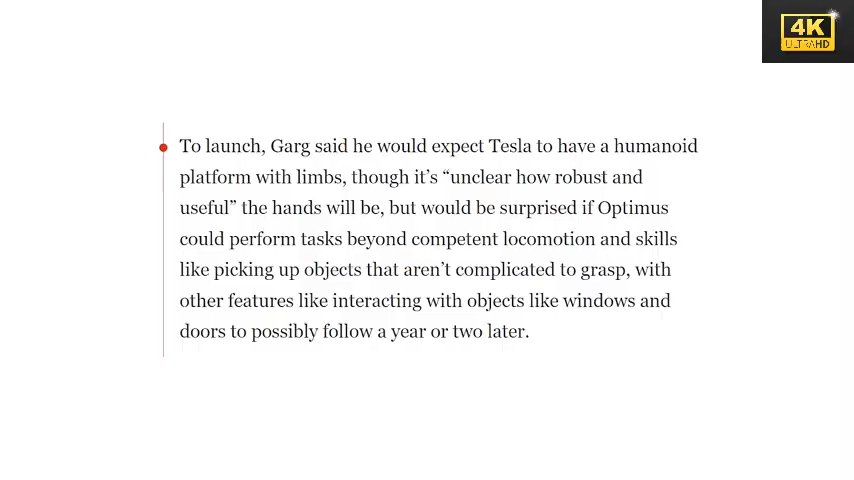 4K
ULTRAHD
To launch, Garg said he would expect Tesla to have a humanoid
platform with limbs, though it’s “unclear how robust and
useful” the hands will be, but would be surprised if Optimus
could perform tasks beyond competent locomotion and skills
like picking up objects that aren’t complicated to grasp, with
other features like interacting with objects like windows and
doors to possibly follow a year or two later.